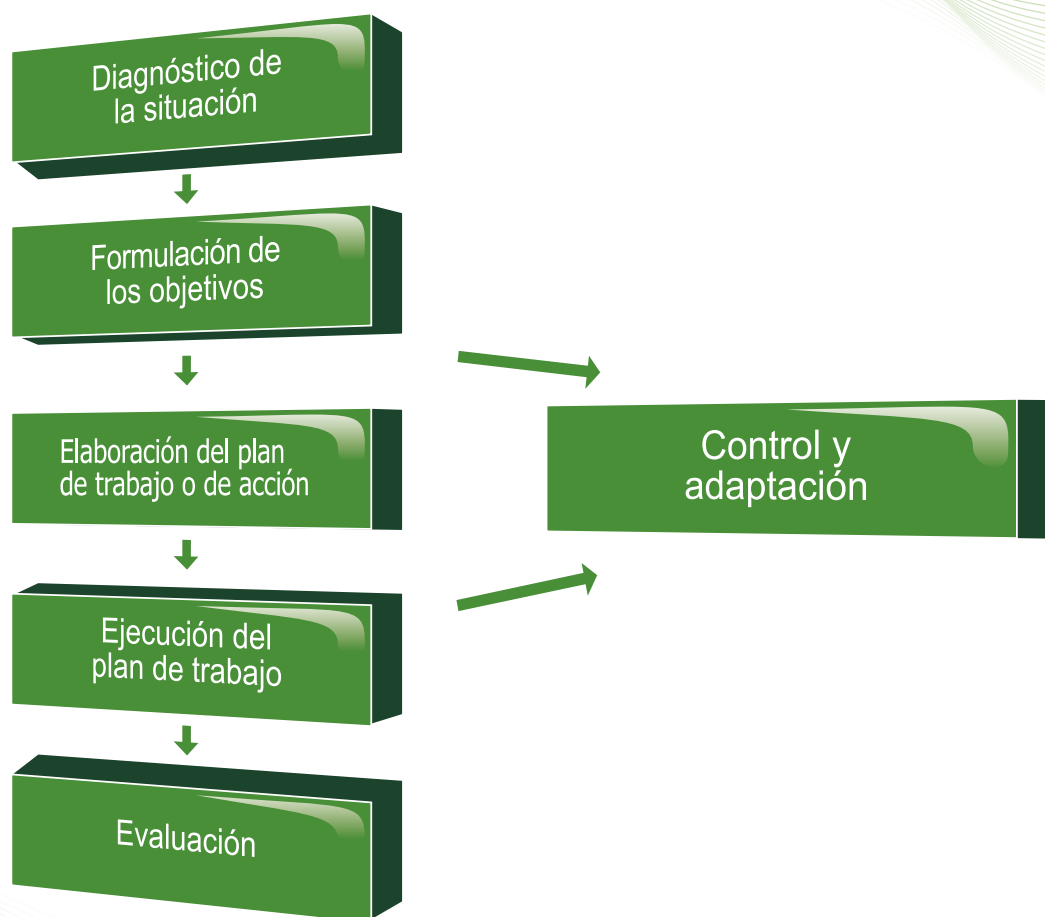 Diagnóstico de
la situación
Formulación de
los objetivos
Elaboración del plan
de trabajo o de acción
Ejecución del
plan de trabajo
Evaluación
Control y
adaptación